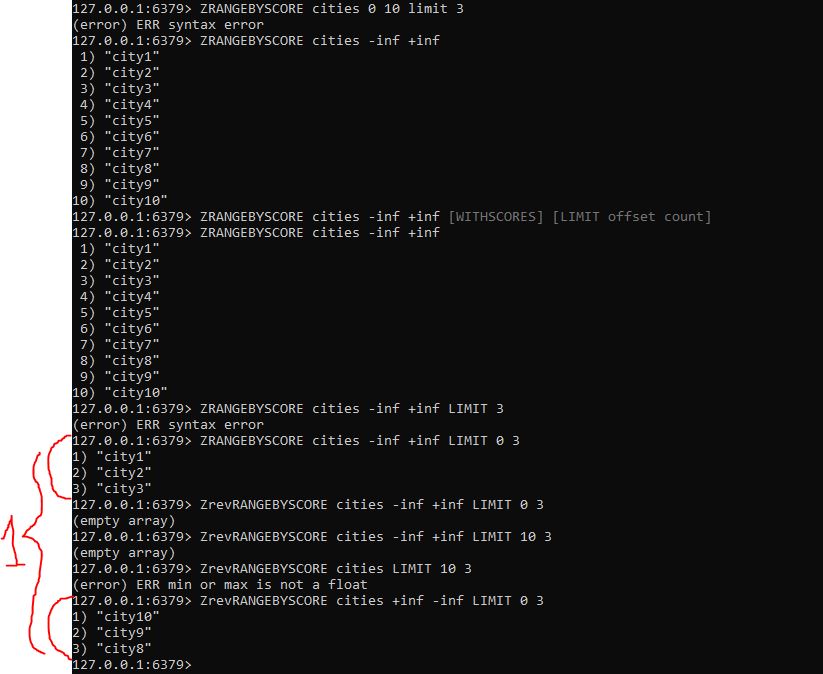 127.0.0.1:6379> ZRANGEBYSCORE cities 0 10 limit 3
(error) ERR syntax error
127.0.0.1:6379> ZRANGEBYSCORE cities -inf +inf
1) "city1"
2) "city2"
3) "city3"
4) "city4"
5) "city5"
6) "city6"
7) "city7"
8) "city8"
9) "city9"
10) "city10"
127.0.0.1:6379> ZRANGEBYSCORE cities -inf +inf [WITHSCORES] [LIMIT offset count]
127.0.0.1:6379> ZRANGEBYSCORE cities -inf +inf
1) "city1"
2) "city2"
3) "city3"
4) "city4"
5) "city5"
6) "city6"
7) "city7"
8) "city8"
9) "city9"
10) "city10"
127.0.0.1:6379> ZRANGEBYSCORE cities -inf +inf LIMIT 3
(error) ERR syntax error
127.0.0.1:6379> ZRANGEBYSCORE cities -inf +inf LIMIT 0 3
1) "city1"
2) "city2"
3) "city3"
127.0.0.1:6379> ZrevRANGEBYSCORE cities -inf +inf LIMIT 0 3
(empty array)
1
127.0.0.1:6379> ZrevRANGEBYSCORE cities -inf +inf LIMIT 10 3
(empty array)
127.0.0.1:6379> ZrevRANGEBYSCORE cities LIMIT 10 3
(error) ERR min or max is not a float
127.0.0.1:6379> ZrevRANGEBYSCORE cities +inf -inf LIMIT 0 3
1) "city10"
2) "city9"
3) "city8"
127.0.0.1:6379>